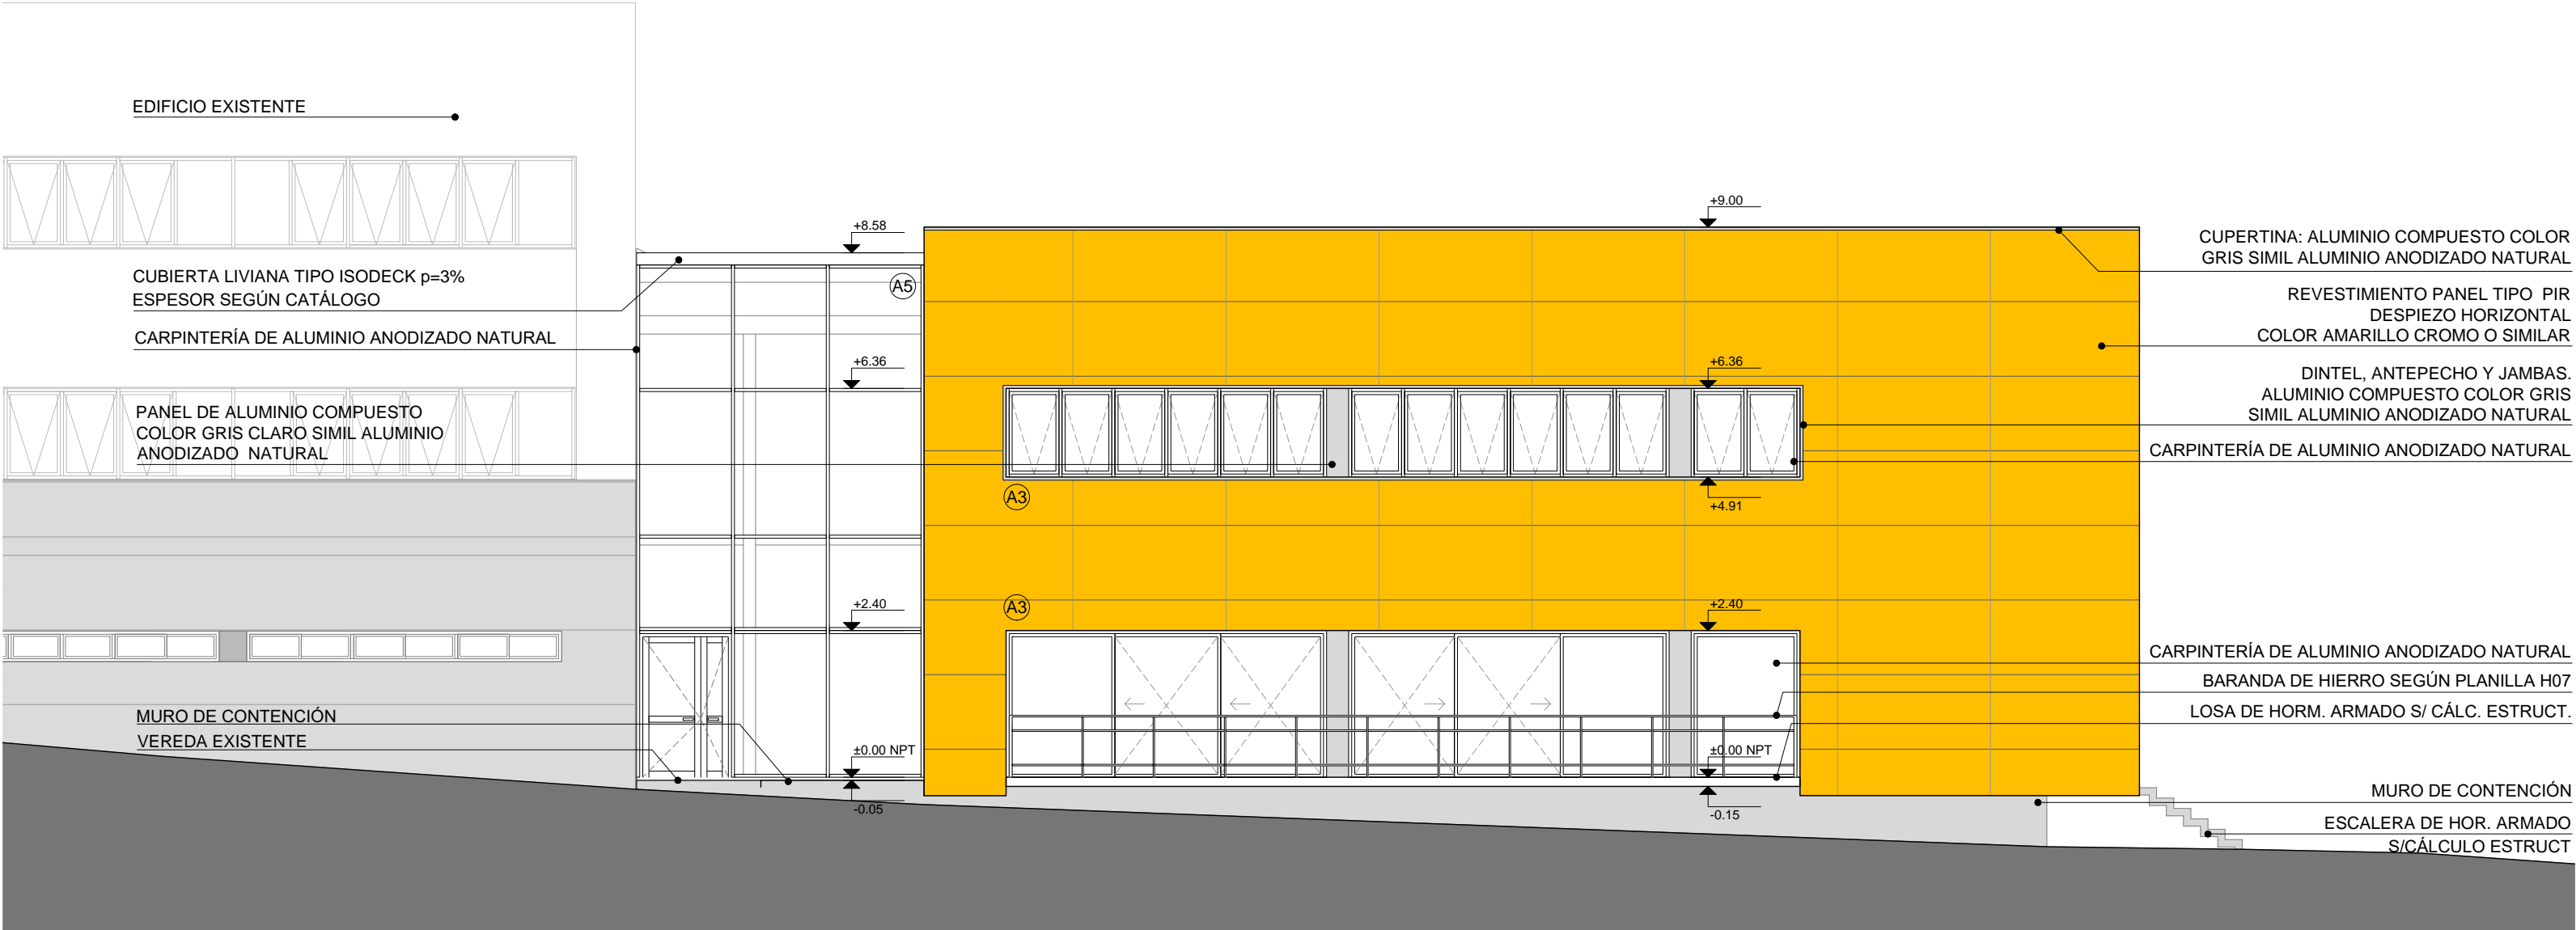 EDIFICIO EXISTENTE
CUBIERTA LIVIANA TIPO ISODECK p=3%
ESPESOR SEGÚN CATÁLOGO
CARPINTERÍA DE ALUMINIO ANODIZADO NATURAL
PANEL DE ALUMINIO COMPUESTO
COLOR GRIS CLARO SIMIL ALUMINIO
ANODIZADO NATURAL
MURO DE CONTENCIÓN
VEREDA EXISTENTE
+8.58
A5
+6.36
+2.40
±0.00 NPT
-0.05
A3
A3
+9.00
+6.36
+4.91
+2.40
±0.00 NPT
-0.15
CUPERTINA: ALUMINIO COMPUESTO COLOR
GRIS SIMIL ALUMINIO ANODIZADO NATURAL
REVESTIMIENTO PANEL TIPO PIR
DESPIEZO HORIZONTAL
COLOR AMARILLO CROMO O SIMILAR
DINTEL, ANTEPECHO Y JAMBAS.
ALUMINIO COMPUESTO COLOR GRIS
SIMIL ALUMINIO ANODIZADO NATURAL
CARPINTERÍA DE ALUMINIO ANODIZADO NATURAL
CARPINTERÍA DE ALUMINIO ANODIZADO NATURAL
BARANDA DE HIERRO SEGÚN PLANILLA H07
LOSA DE HORM. ARMADO S/ CÁLC. ESTRUCT.
MURO DE CONTENCIÓN
ESCALERA DE HOR. ARMADO
S/CÁLCULO ESTRUCT